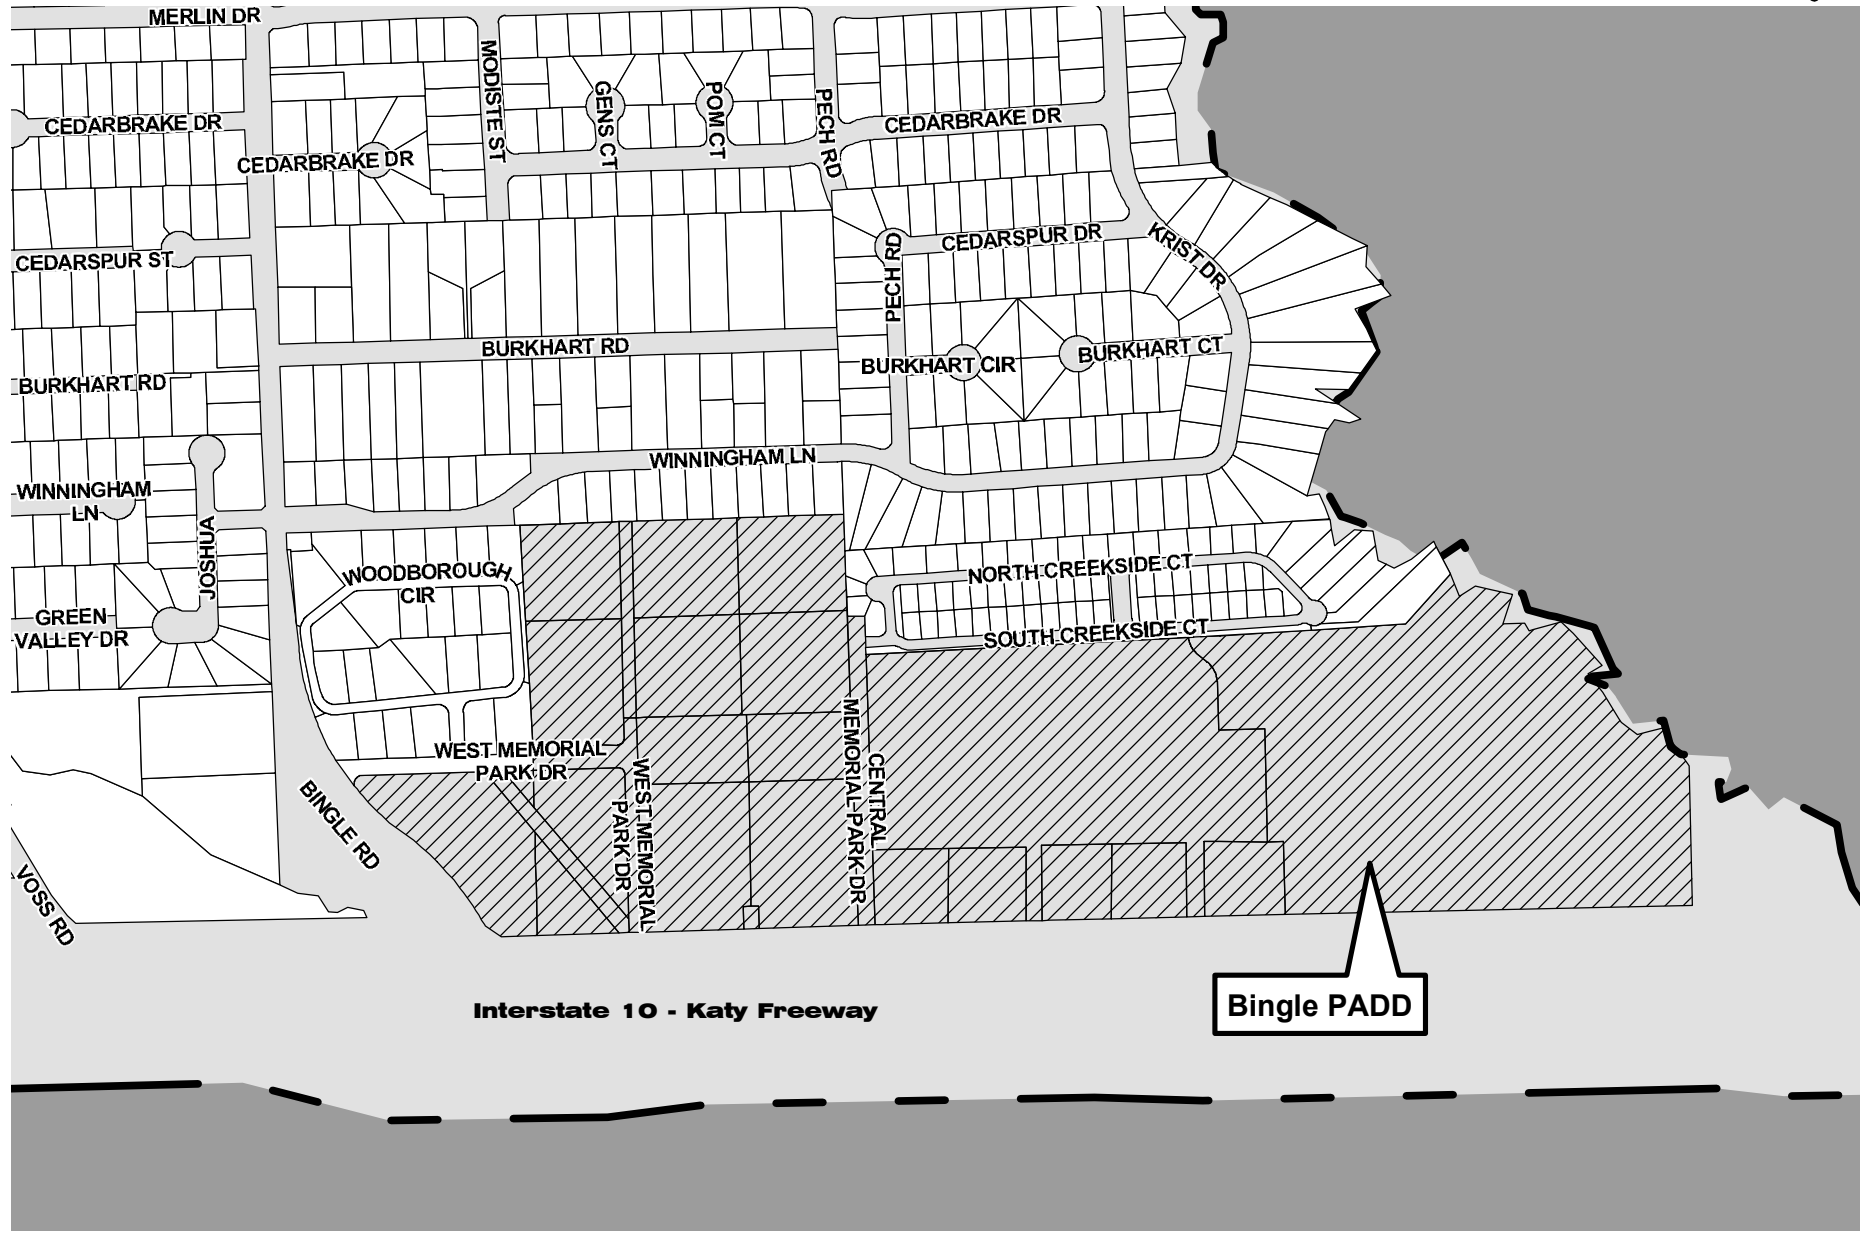 MERLIN DR
MODISTE ST
GENS CT
POM CT
PECH RD
CEDARBRAKE DR
CEDARBRAKE DR
CEDARBRAKE DR
CEDARSPUR ST
PECH RD
CEDARSPUR DR
KRIST DR
BURKHART RD
BURKHART CIR
BURKHART CT
BURKHART RD
WINNINGHAM LN
WINNINGHAM
LN
JOSHUA
WOODBOROUGH
CIR
NORTH CREEKSIDE CT
GREEN
VALLEY DR
SOUTH CREEKSIDE CT
WEST MEMORIAL
PARK DR
WEST MEMORIAL
PARK DR
CENTRAL
MEMORIAL PARK DR
BINGLE RD
VOSS RD
Bingle PADD
Interstate 10 - Katy Freeway